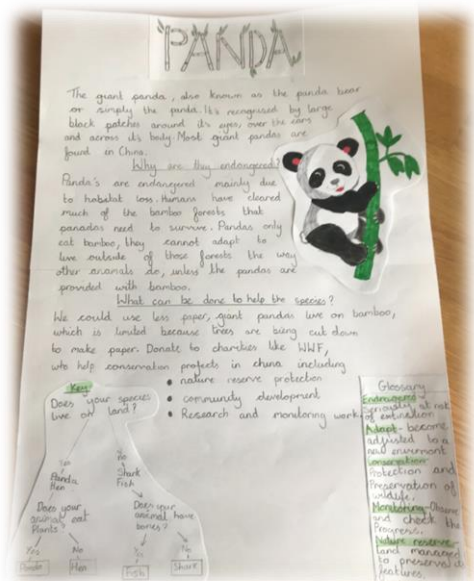 PANDA
The giant panda, also known as the panda bear
or simply the panda. It's recognised by large
black patches around its eyes, over the ears
and across its body. Most giant pandas are
found in China.
Why are they endangered?
Panda's are endangered mainly due
to habitat loss. Humans have cleared
much of the bamboo forests that
panadas need to survive. Pandas only
eat bamboo, they cannot adapt to
live outside of those forests the way
other animals do, unless the pandas are
provided with bamboo.
What can be done to help the species?
We could use less paper, giant pandas live on bamboo,
which is limited because trees are being cut down
to make paper. Donate to charities like WWF,
who help conservation projects in china including
• nature reserve protection
• community development
• Research and monitoring work
Key
Does your species
live on land?
Yes
Panda
Hen
No
Shark
Fish
Does your
animal eat
Plants?
Does your
animal have
bones?
Yes
No
Yes
No
Panda
Hen
Fish
Shark
Glossary
Endangered
Seriously at risk
of extinction
Adapt- become
adjusted to a
new enviroment
Conservation-
Protection and
Preservation of
wildlife.
Monitoring-Observe
and check the
Progress.
Nature reserve-
land managed
to preserve it
features.